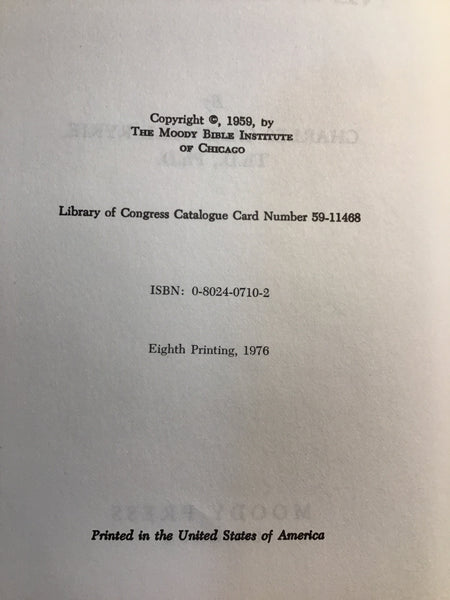 Copyright ©, 1959, by
THE MOODY BIBLE INSTITUTE
OF CHICAGO
Library of Congress Catalogue Card Number 59-11468
ISBN: 0-8024-0710-2
Eighth Printing, 1976
Printed in the United States of America